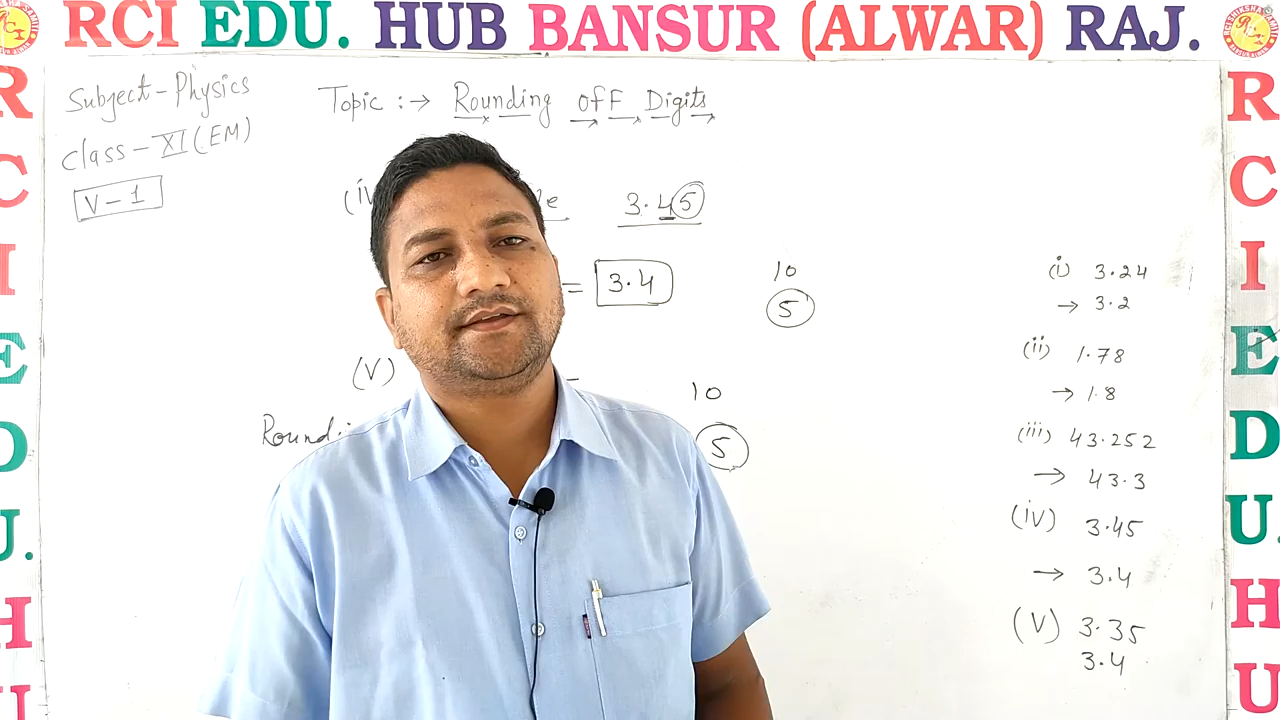 RCI EDU. HUB BANSUR (ALWAR) RAJ.
Subject - Physics
Class - XI (EM)
V - 1
Topic :→ Rounding off Digits
3.45
= 3.4
10
5
(V)
10
5
(i) 3.24
→ 3.2
(ii) 1.78
→ 1.8
(iii) 43.252
→ 43.3
(iv) 3.45
→ 3.4
(V) 3.35
3.4
R
C
I
E
D
U.
H
U
R
C
I
E
D
U.
H
U